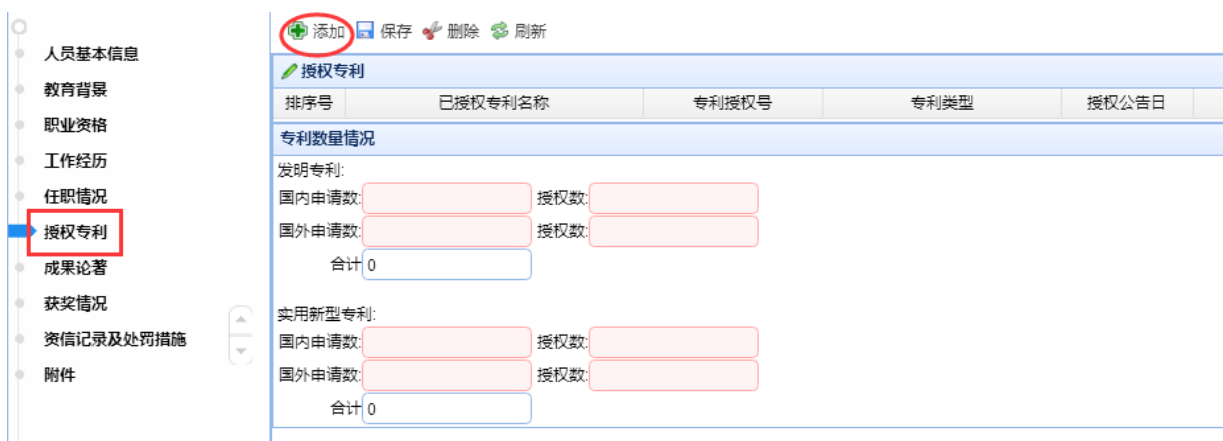 添加 保存 删除 刷新
人员基本信息
教育背景
职业资格
工作经历
任职情况
授权专利
成果论著
获奖情况
资信记录及处罚措施
附件
授权专利
排序号 已授权专利名称 专利授权号 专利类型 授权公告日
专利数量情况
发明专利:
国内申请数: 授权数:
国外申请数: 授权数:
合计 0
实用新型专利:
国内申请数: 授权数:
国外申请数: 授权数:
合计 0